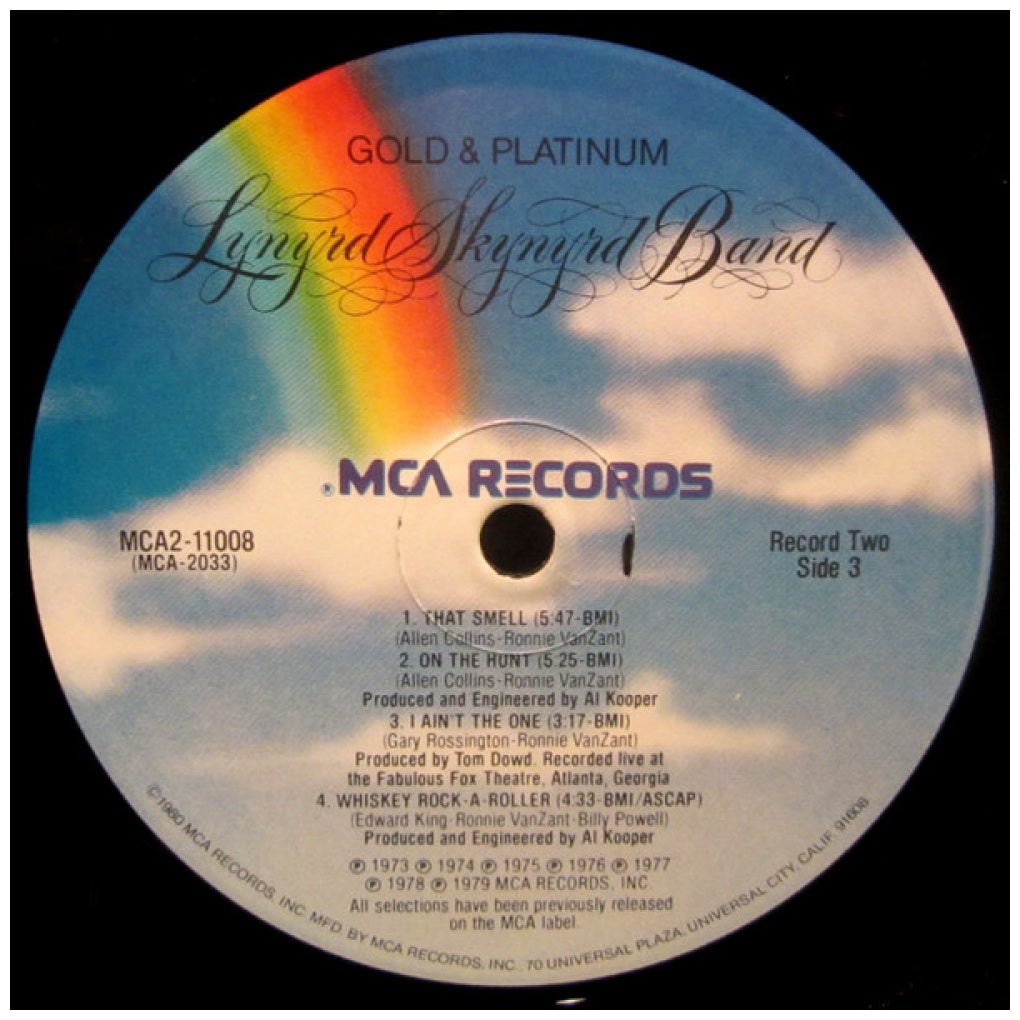 GOLD & PLATINUM
Lynyrd Skynyrd Band
® MCA RECORDS
MCA2-11008
(MCA-2033)
Record Two
Side 3
1. THAT SMELL (5:47-BMI)
(Allen Collins-Ronnie VanZant)
2. ON THE HUNT (5:25-BMI)
(Allen Collins-Ronnie VanZant)
Produced and Engineered by Al Kooper
3. I AIN'T THE ONE (3:17-BMI)
(Gary Rossington-Ronnie VanZant)
Produced by Tom Dowd. Recorded live at
the Fabulous Fox Theatre, Atlanta, Georgia
4. WHISKEY ROCK-A-ROLLER (4:33-BMI/ASCAP)
(Edward King-Ronnie VanZant-Billy Powell)
Produced and Engineered by Al Kooper
℗ 1973 ℗ 1974 ℗ 1975 ℗ 1976 ℗ 1977
℗ 1978 ℗ 1979 MCA RECORDS, INC.
All selections have been previously released
on the MCA label.
©1980 MCA RECORDS, INC. MFD. BY MCA RECORDS, INC., 70 UNIVERSAL PLAZA, UNIVERSAL CITY, CALIF. 91608